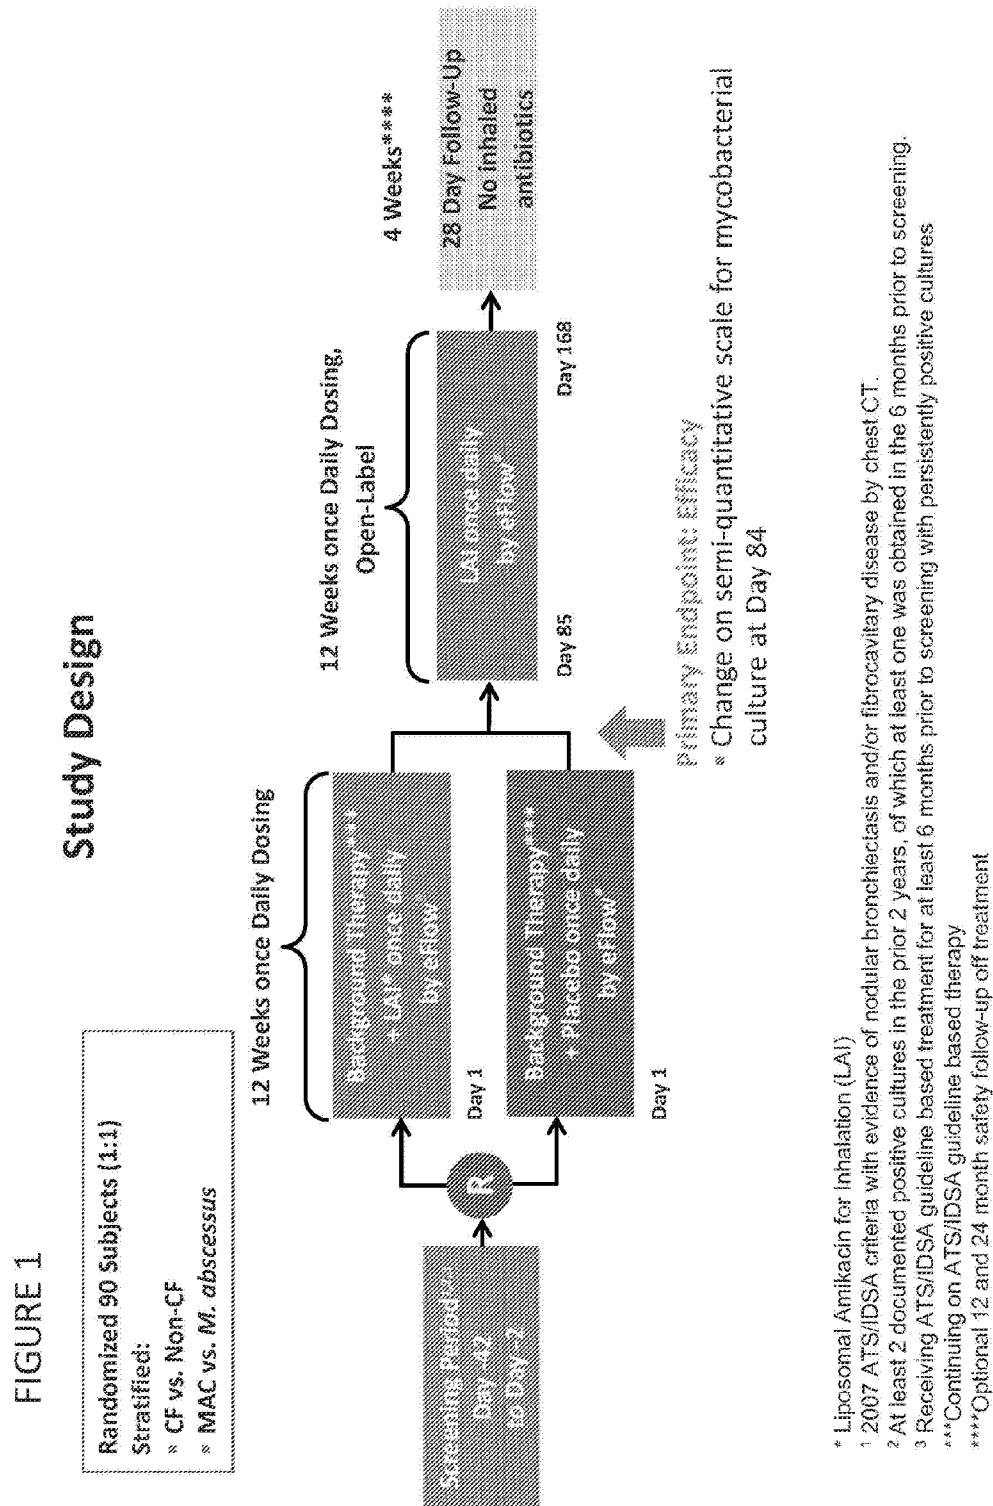 FIGURE 1
Study Design
Randomized 90 Subjects (1:1)
Stratified:
» CF vs. Non-CF
» MAC vs. M. abscessus
Screening Period
Day -42
to Day -2
R
12 Weeks once Daily Dosing
Background Therapy****
+ LAI* once daily
by eFlow
Day 1
Background Therapy****
+ Placebo once daily
by eFlow
Day 1
12 Weeks once Daily Dosing,
Open-Label
LAI once daily
by eFlow
Day 85
Day 168
4 Weeks****
28 Day Follow-Up
No inhaled
antibiotics
Primary Endpoint: Efficacy
* Change on semi-quantitative scale for mycobacterial
culture at Day 84
* Liposomal Amikacin for Inhalation (LAI)
1 2007 ATS/IDSA criteria with evidence of nodular bronchiectasis and/or fibrocavitary disease by chest CT.
2 At least 2 documented positive cultures in the prior 2 years, of which at least one was obtained in the 6 months prior to screening.
3 Receiving ATS/IDSA guideline based treatment for at least 6 months prior to screening with persistently positive cultures
***Continuing on ATS/IDSA guideline based therapy
****Optional 12 and 24 month safety follow-up off treatment